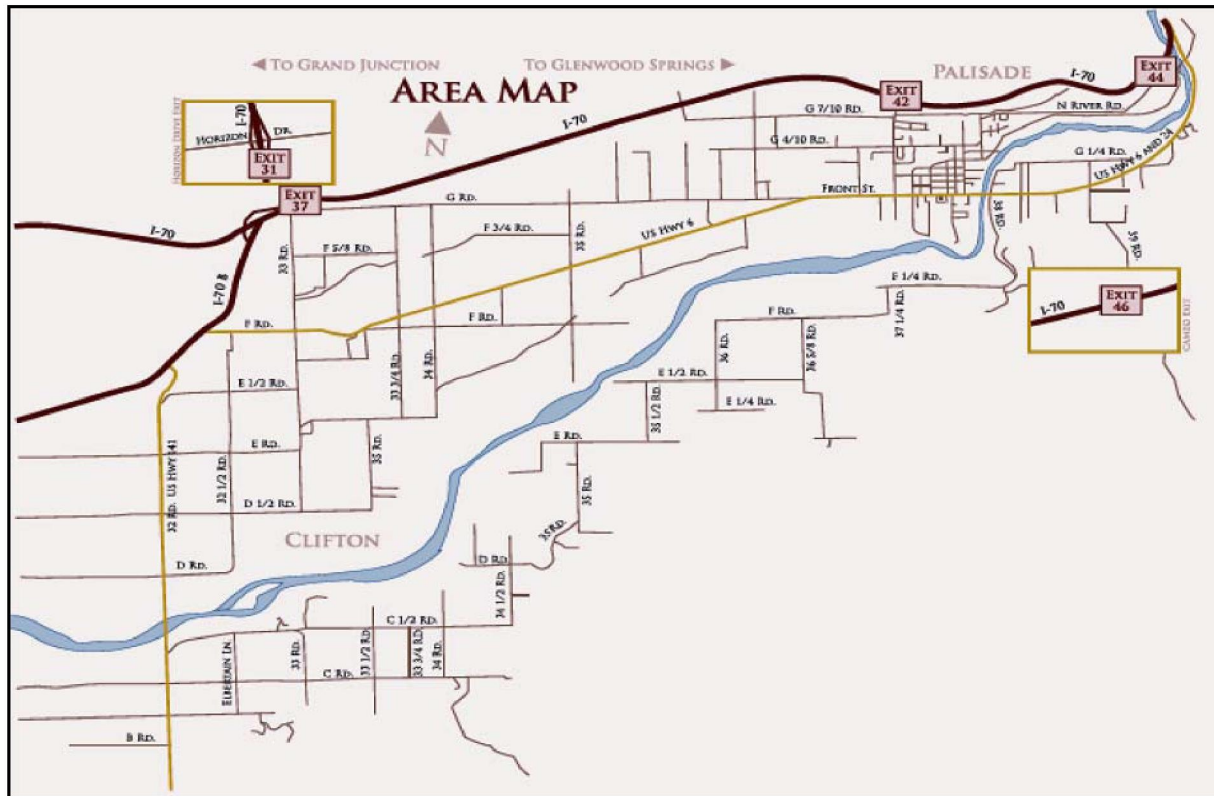 TO GRAND JUNCTION
TO GLENWOOD SPRINGS
PALISADE
AREA MAP
N
EXIT
44
I-70
EXIT
42
I-70
N RIVER RD.
G 7/10 RD.
G 4/10 RD.
G 1/4 RD.
US HWY 6 AND 24
HORIZON DRIVE EXIT
I-70
HORIZON DR.
EXIT
31
EXIT
37
G RD.
FRONT ST.
I-70
33 RD.
F 5/8 RD.
F 3/4 RD.
35 RD.
US HWY 6
38 RD.
39 RD.
I-70 B
F 1/4 RD.
37 1/4 RD.
I-70
EXIT
46
CAMEO EXIT
F RD.
F RD.
F RD.
33 3/4 RD.
34 RD.
36 RD.
36 5/8 RD.
E 1/2 RD.
E 1/2 RD.
E 1/4 RD.
35 1/2 RD.
E RD.
E RD.
32 RD. US HWY 141
32 1/2 RD.
35 RD.
35 RD.
D 1/2 RD.
CLIFTON
35 RD.
D RD.
D RD.
34 1/2 RD.
C 1/2 RD.
ELBERTAIN LN.
33 RD.
33 1/2 RD.
33 3/4 RD.
34 RD.
C RD.
B RD.